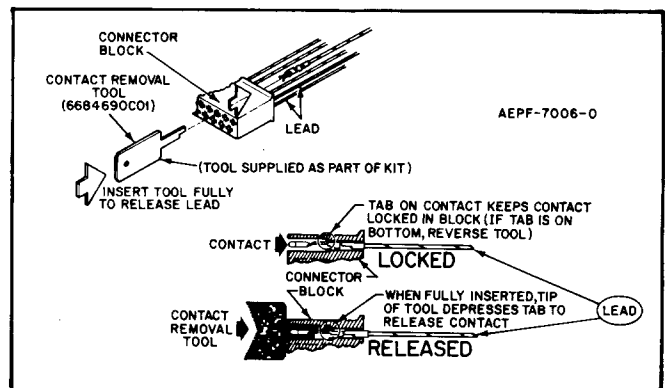 CONNECTOR
BLOCK
CONTACT REMOVAL
TOOL
(6684690C01)
LEAD
AEPF-7006-O
(TOOL SUPPLIED AS PART OF KIT)
INSERT TOOL FULLY
TO RELEASE LEAD
TAB ON CONTACT KEEPS CONTACT
LOCKED IN BLOCK (IF TAB IS ON
BOTTOM, REVERSE TOOL)
CONTACT
LOCKED
CONNECTOR
BLOCK
WHEN FULLY INSERTED, TIP
OF TOOL DEPRESSES TAB TO
RELEASE CONTACT
LEAD
CONTACT
REMOVAL
TOOL
RELEASED